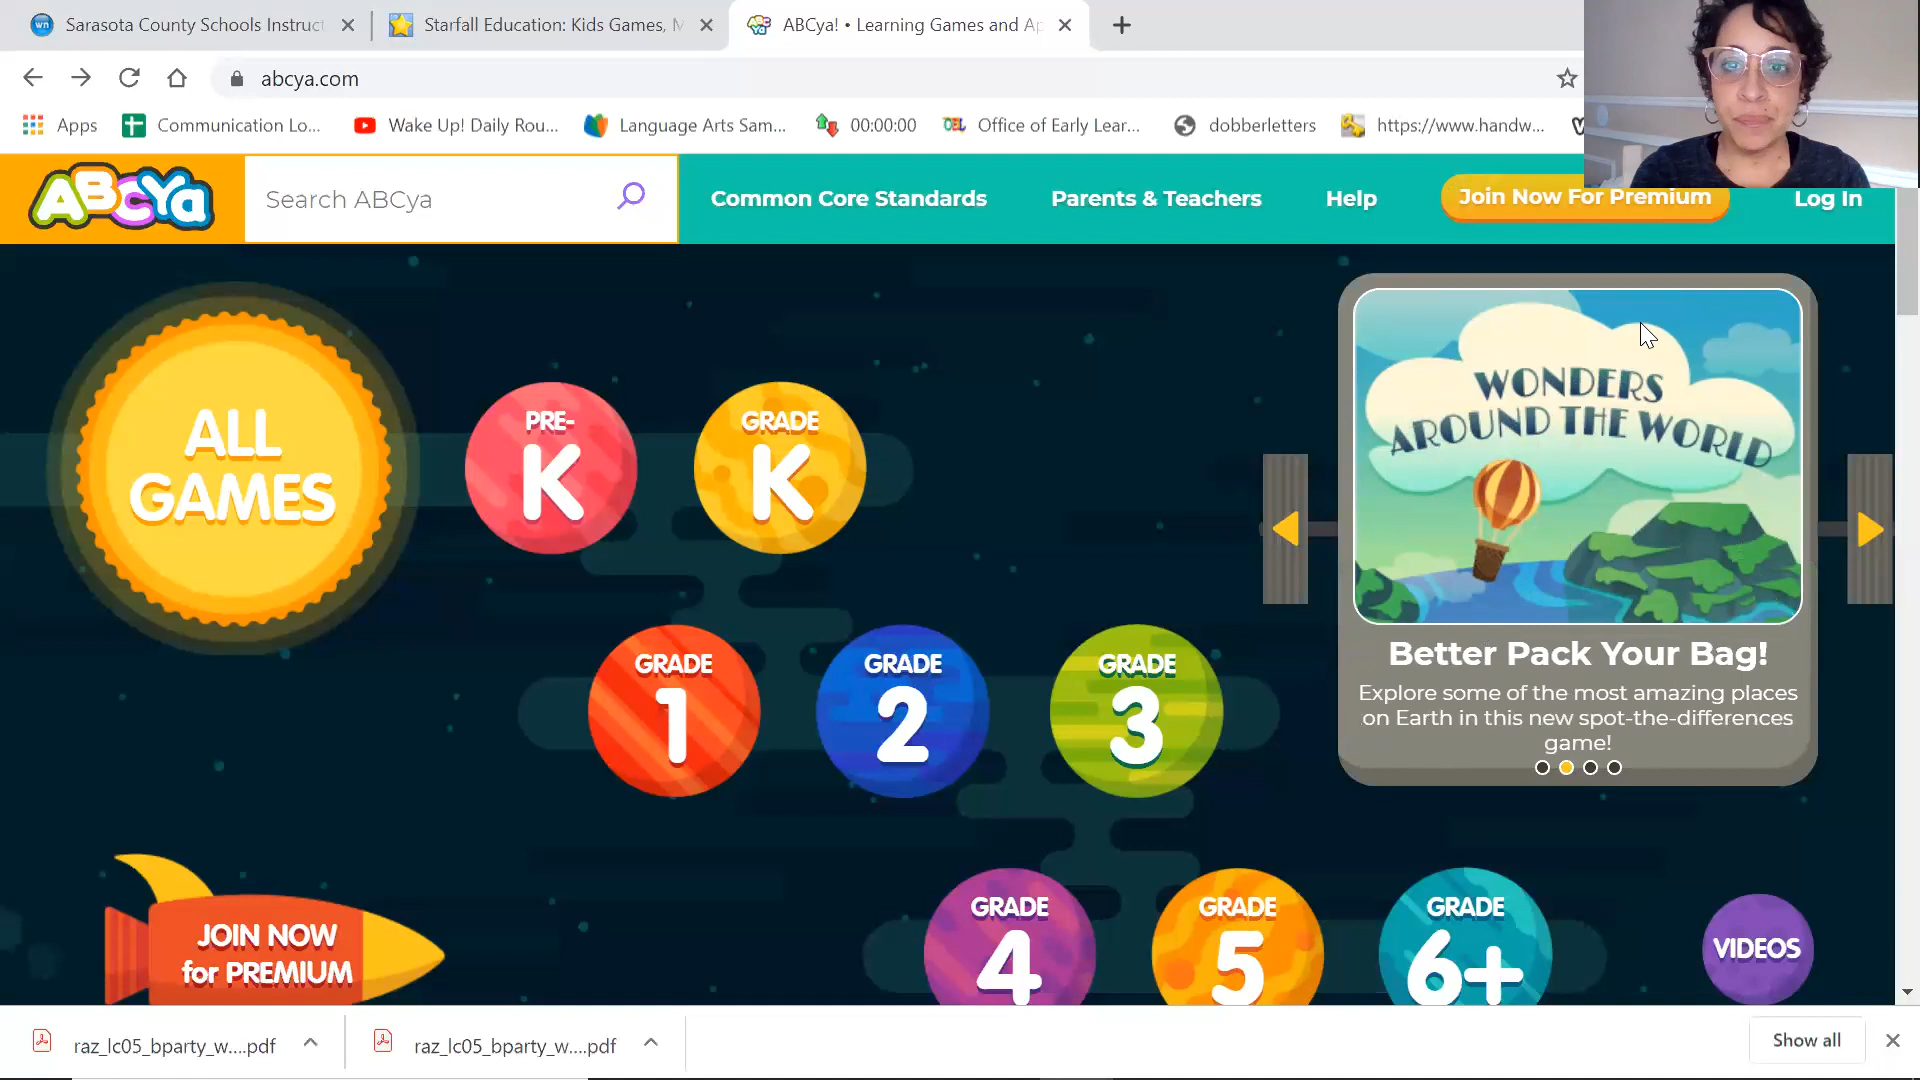 Sarasota County Schools Instruct
Starfall Education: Kids Games, M
ABCya! • Learning Games and Ap
abcya.com
Apps
Communication Lo...
Wake Up! Daily Rou...
Language Arts Sam...
00:00:00
Office of Early Lear...
dobberletters
https://www.handw...
ABCYa
Search ABCya
Common Core Standards
Parents & Teachers
Help
Join Now For Premium
Log In
ALL
GAMES
PRE-
K
GRADE
K
WONDERS
AROUND THE WORLD
Better Pack Your Bag!
Explore some of the most amazing places
on Earth in this new spot-the-differences
game!
GRADE
1
GRADE
2
GRADE
3
JOIN NOW
for PREMIUM
GRADE
4
GRADE
5
GRADE
6+
VIDEOS
raz_lc05_bparty_w....pdf
raz_lc05_bparty_w....pdf
Show all